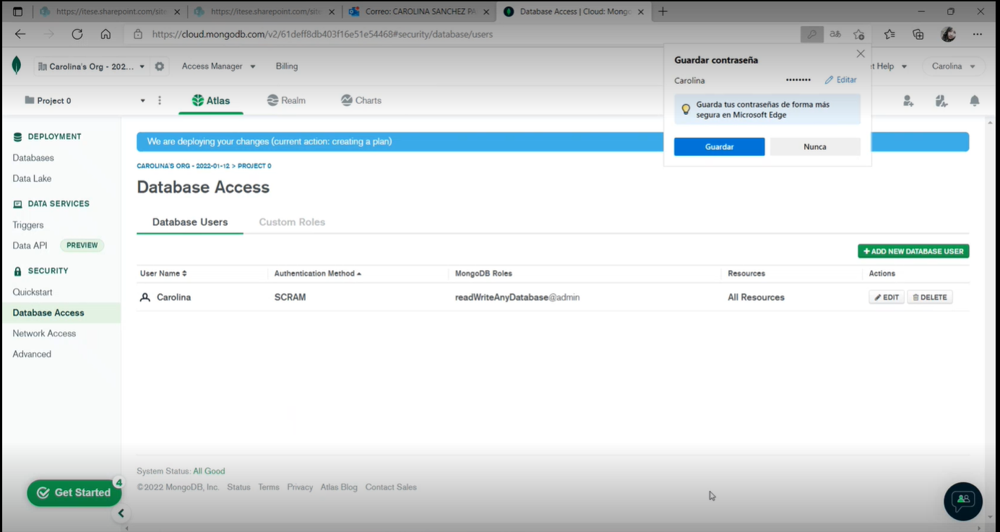 https://itese.sharepoint.com/site
https://itese.sharepoint.com/site
Correo: CAROLINA SANCHEZ PA
Database Access | Cloud: Mongo
https://cloud.mongodb.com/v2/61deff8db403f16e51e54468#security/database/users
Carolina's Org - 202...
Access Manager
Billing
t Help
Carolina
Guardar contraseña
Carolina
••••••••
Editar
Guarda tus contraseñas de forma más
segura en Microsoft Edge
Guardar
Nunca
Project 0
Atlas
Realm
Charts
DEPLOYMENT
Databases
Data Lake
DATA SERVICES
Triggers
Data API PREVIEW
SECURITY
Quickstart
Database Access
Network Access
Advanced
We are deploying your changes (current action: creating a plan)
CAROLINA'S ORG - 2022-01-12 > PROJECT 0
Database Access
Database Users
Custom Roles
+ ADD NEW DATABASE USER
User Name
Authentication Method
MongoDB Roles
Resources
Actions
Carolina
SCRAM
readWriteAnyDatabase@admin
All Resources
EDIT
DELETE
System Status: All Good
©2022 MongoDB, Inc. Status Terms Privacy Atlas Blog Contact Sales
Get Started
4